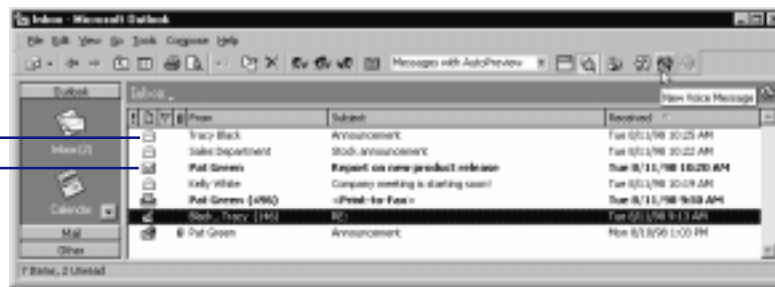 Inbox - Microsoft Outlook
File Edit View Go Tools Compose Help
Messages with AutoPreview
Outlook
Inbox
New Voice Message
From Subject Received
Tracy Black Announcement Tue 8/11/98 10:25 AM
Sales Department Stock announcement Tue 8/11/98 10:22 AM
Inbox (2)
Pat Green Report on new product release Tue 8/11/98 10:20 AM
Kelly White Company meeting is starting soon! Tue 8/11/98 10:19 AM
Pat Green (x96) <Print-to-Fax> Tue 8/11/98 9:50 AM
Calendar
Black, Tracy (146) RE: Tue 8/11/98 9:13 AM
Mail
Pat Green Announcement Mon 8/10/98 1:03 PM
Other
7 Items, 2 Unread